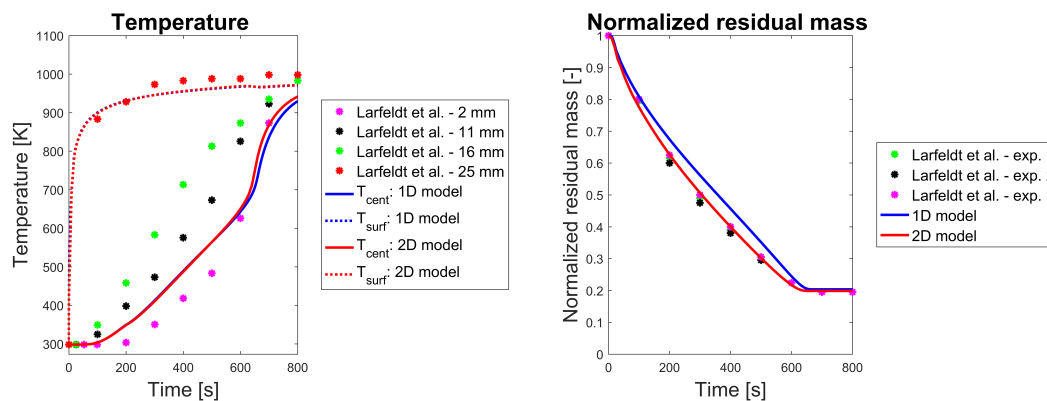 Temperature
1100
1000
900
800
700
600
500
400
300
Temperature [K]
0
200
400
600
800
Time [s]
Larfeldt et al. - 2 mm
Larfeldt et al. - 11 mm
Larfeldt et al. - 16 mm
Larfeldt et al. - 25 mm
Tcent: 1D model
Tsurf: 1D model
Tcent: 2D model
Tsurf: 2D model
Normalized residual mass
1
0.9
0.8
0.7
0.6
0.5
0.4
0.3
0.2
0.1
0
Normalized residual mass [-]
0
200
400
600
800
Time [s]
Larfeldt et al. - exp.
Larfeldt et al. - exp.
Larfeldt et al. - exp.
1D model
2D model